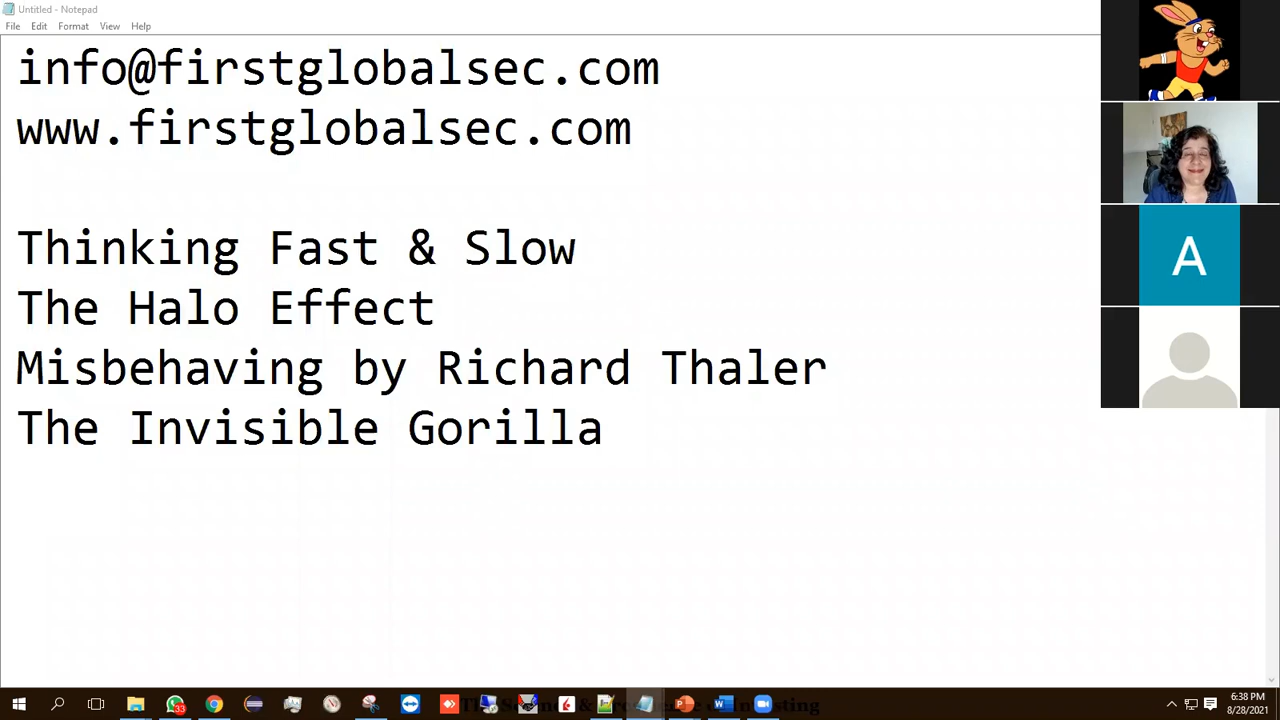 Untitled - Notepad
File Edit Format View Help
info@firstglobalsec.com
www.firstglobalsec.com
Thinking Fast & Slow
The Halo Effect
Misbehaving by Richard Thaler
The Invisible Gorilla
A
33
6:38 PM
8/28/2021